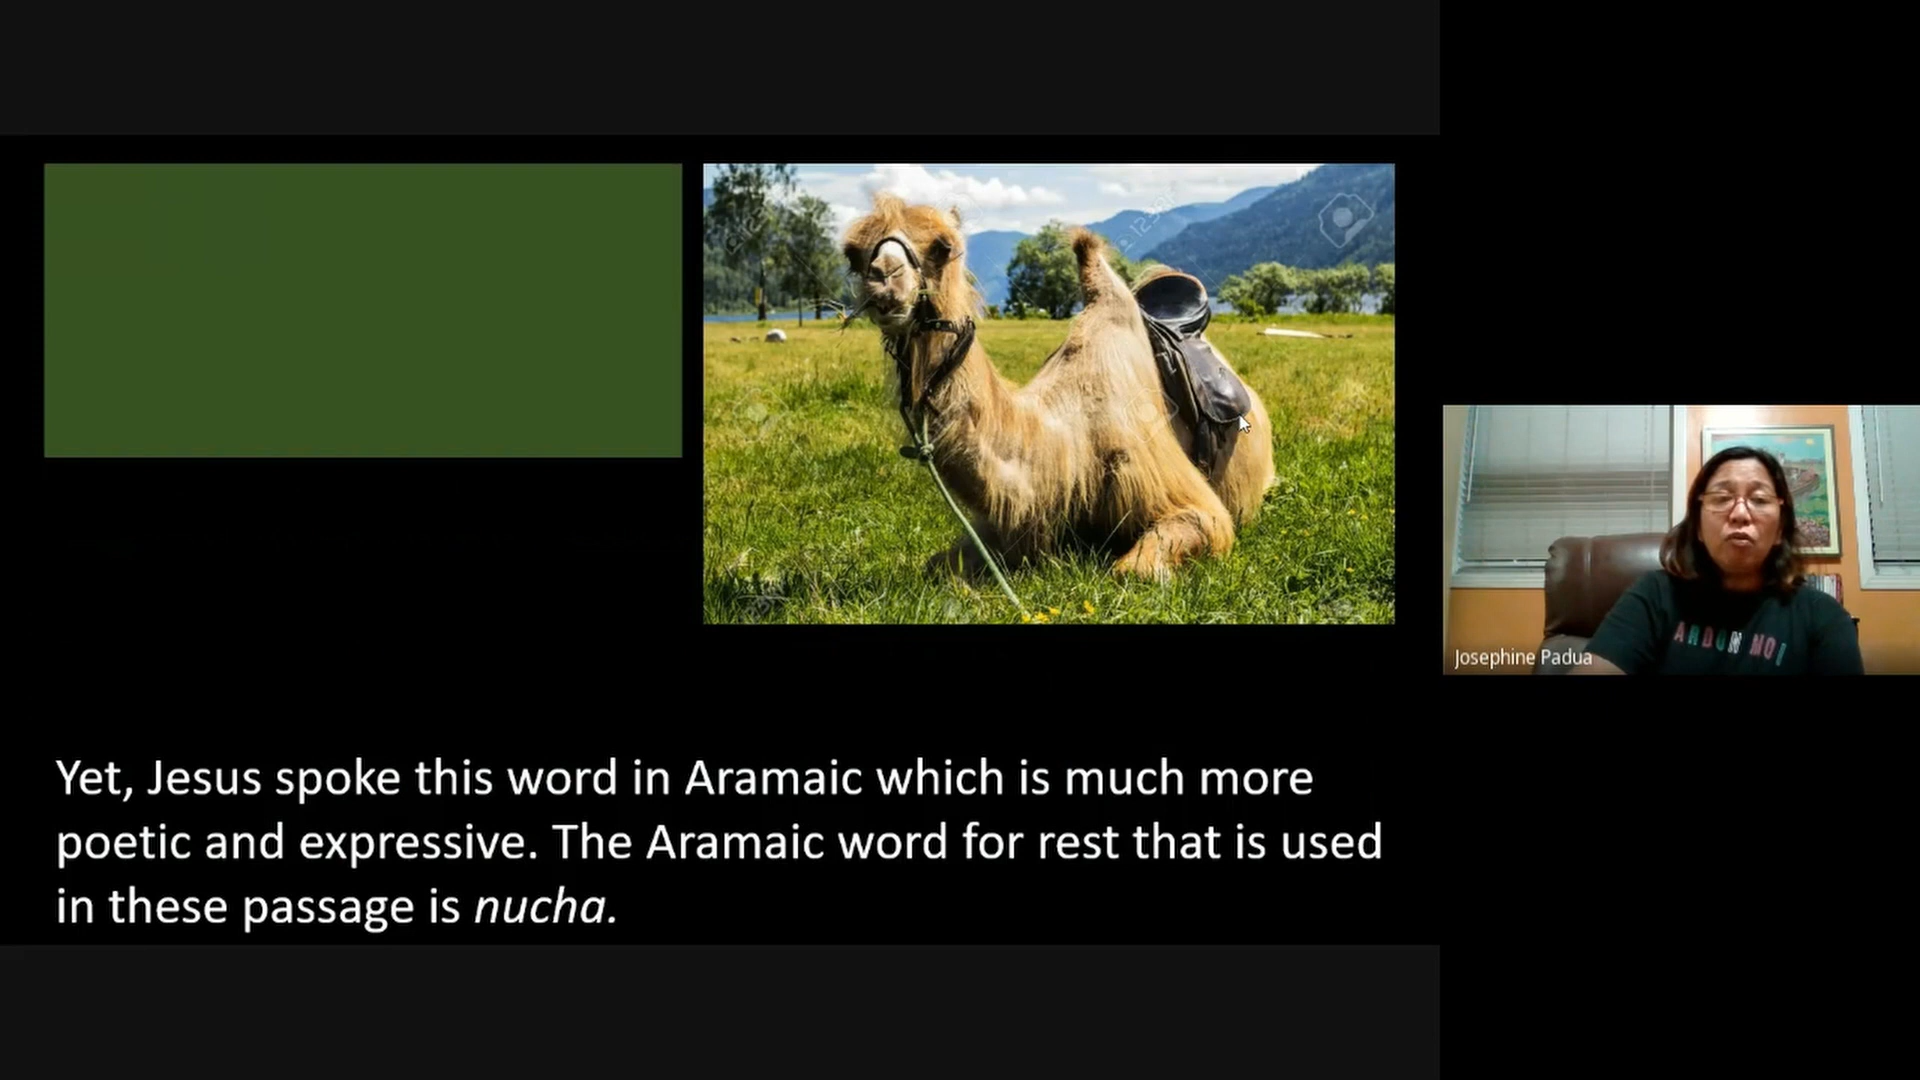 Josephine Padua
Yet, Jesus spoke this word in Aramaic which is much more
poetic and expressive. The Aramaic word for rest that is used
in these passage is nucha.